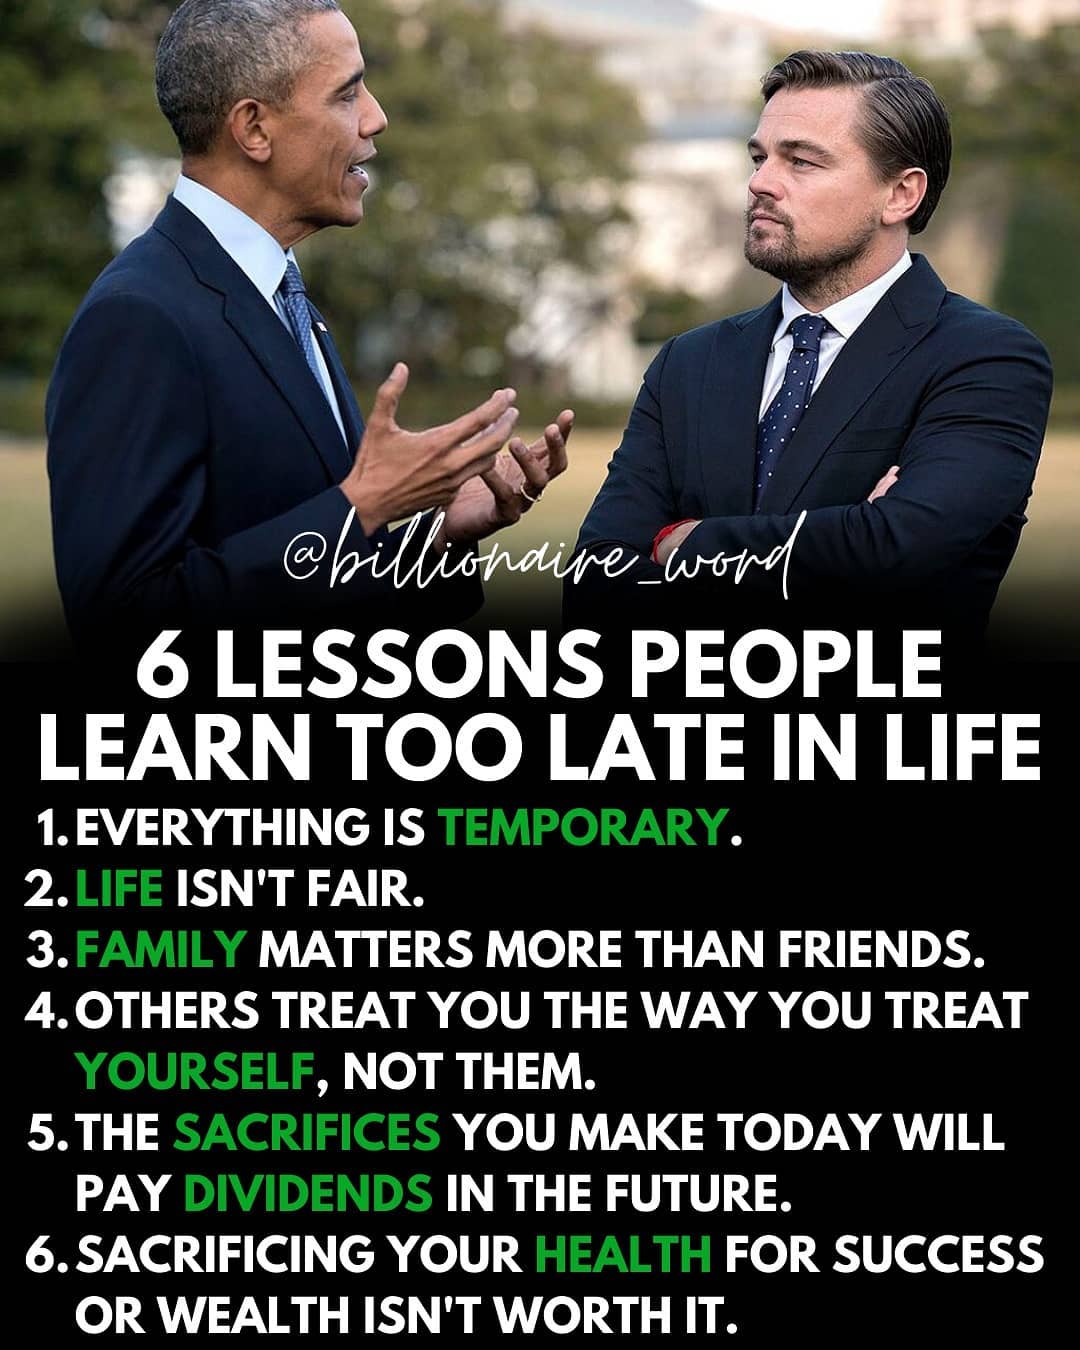 @billionaire_word
6 LESSONS PEOPLE
LEARN TOO LATE IN LIFE
1. EVERYTHING IS TEMPORARY.
2. LIFE ISN'T FAIR.
3. FAMILY MATTERS MORE THAN FRIENDS.
4. OTHERS TREAT YOU THE WAY YOU TREAT
YOURSELF, NOT THEM.
5. THE SACRIFICES YOU MAKE TODAY WILL
PAY DIVIDENDS IN THE FUTURE.
6. SACRIFICING YOUR HEALTH FOR SUCCESS
OR WEALTH ISN'T WORTH IT.